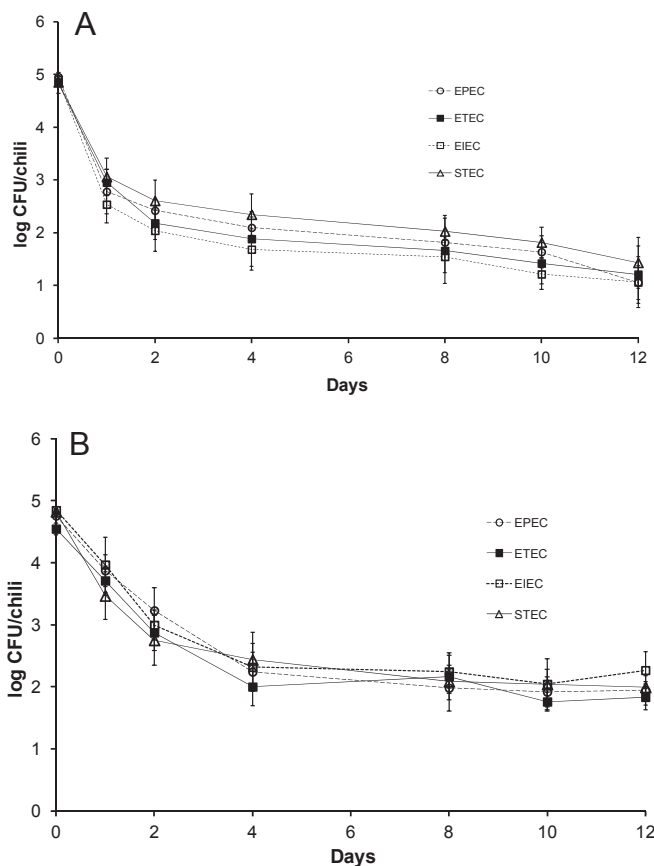 A
6
5
4
3
2
1
0
log CFU/chili
EPEC
ETEC
EIEC
STEC
0 2 4 6 8 10 12
Days
B
6
5
4
3
2
1
0
log CFU/chili
EPEC
ETEC
EIEC
STEC
0 2 4 6 8 10 12
Days